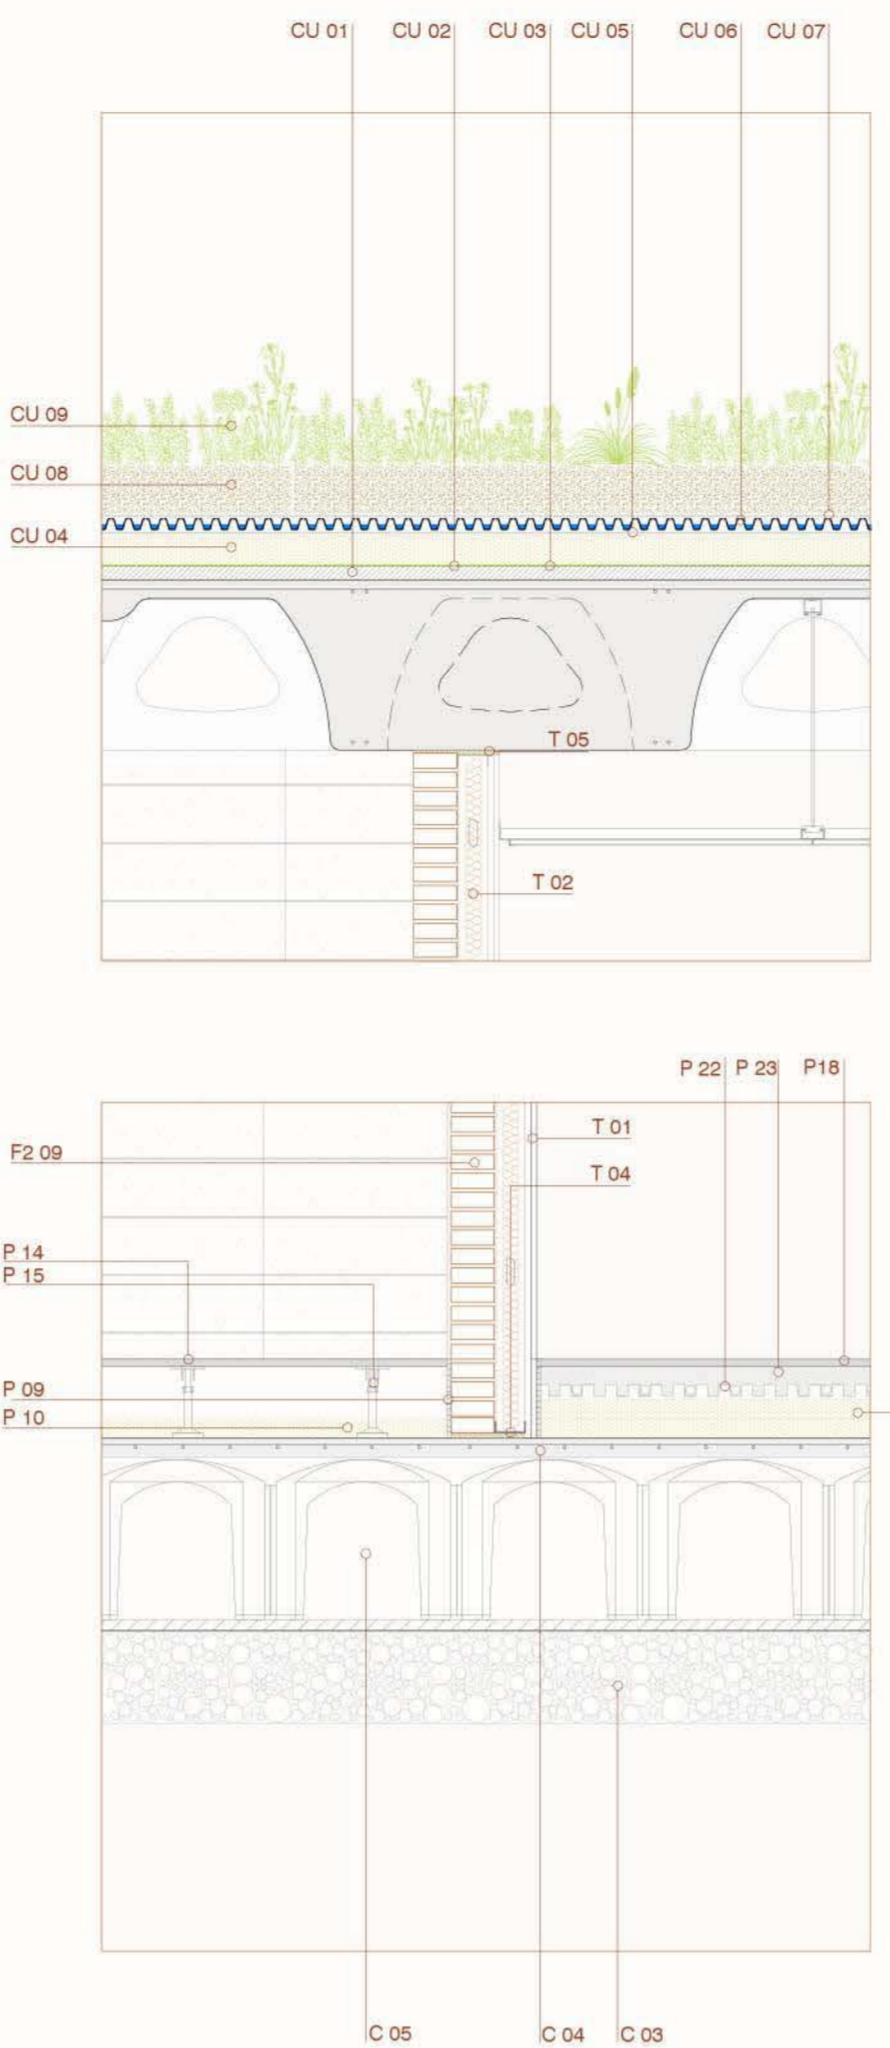 CU 01 CU 02 CU 03 CU 05 CU 06 CU 07
CU 09
CU 08
CU 04
T 05
T 02
P 22 P 23 P18
T 01
F2 09
T 04
P 14
P 15
P 09
P 10
C 05 C 04 C 03